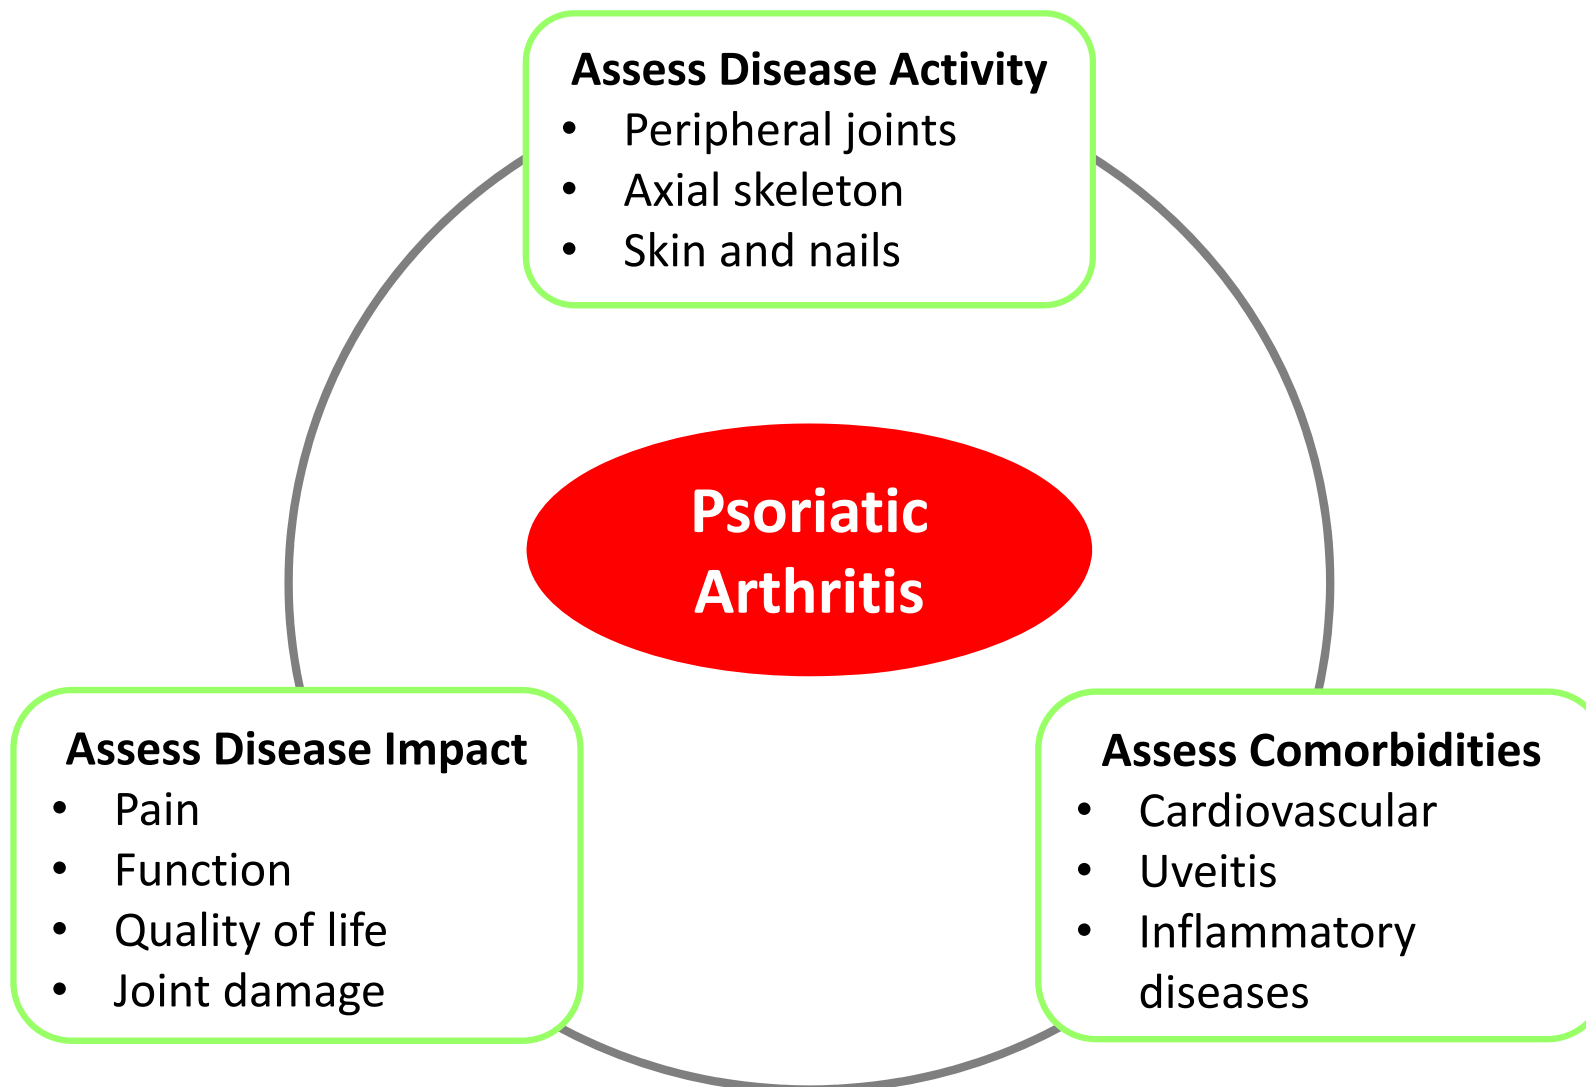 Assess Disease Activity
• Peripheral joints
• Axial skeleton
• Skin and nails
Psoriatic
Arthritis
Assess Disease Impact
• Pain
• Function
• Quality of life
• Joint damage
Assess Comorbidities
• Cardiovascular
• Uveitis
• Inflammatory
diseases